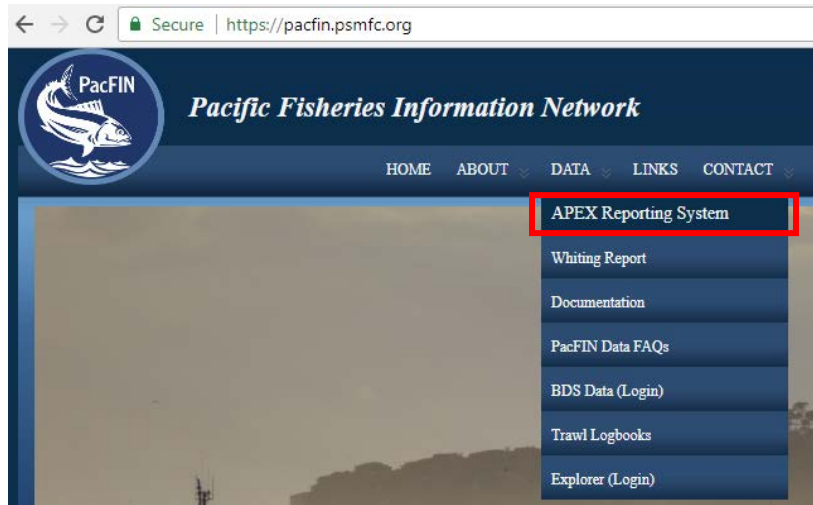 Secure | https://pacfin.psmfc.org
PacFIN
Pacific Fisheries Information Network
HOME ABOUT DATA LINKS CONTACT
APEX Reporting System
Whiting Report
Documentation
PacFIN Data FAQs
BDS Data (Login)
Trawl Logbooks
Explorer (Login)